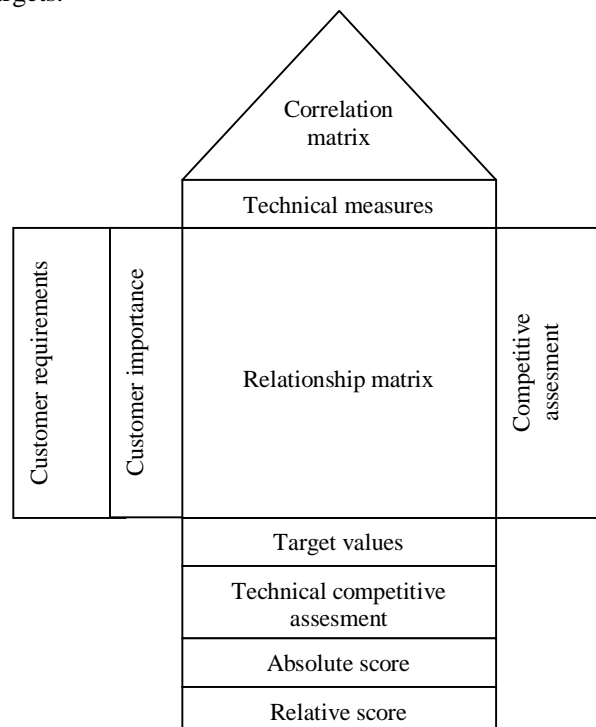 Correlation
matrix
Technical measures
Customer requirements
Customer importance
Relationship matrix
Competitive
assesment
Target values
Technical competitive
assesment
Absolute score
Relative score